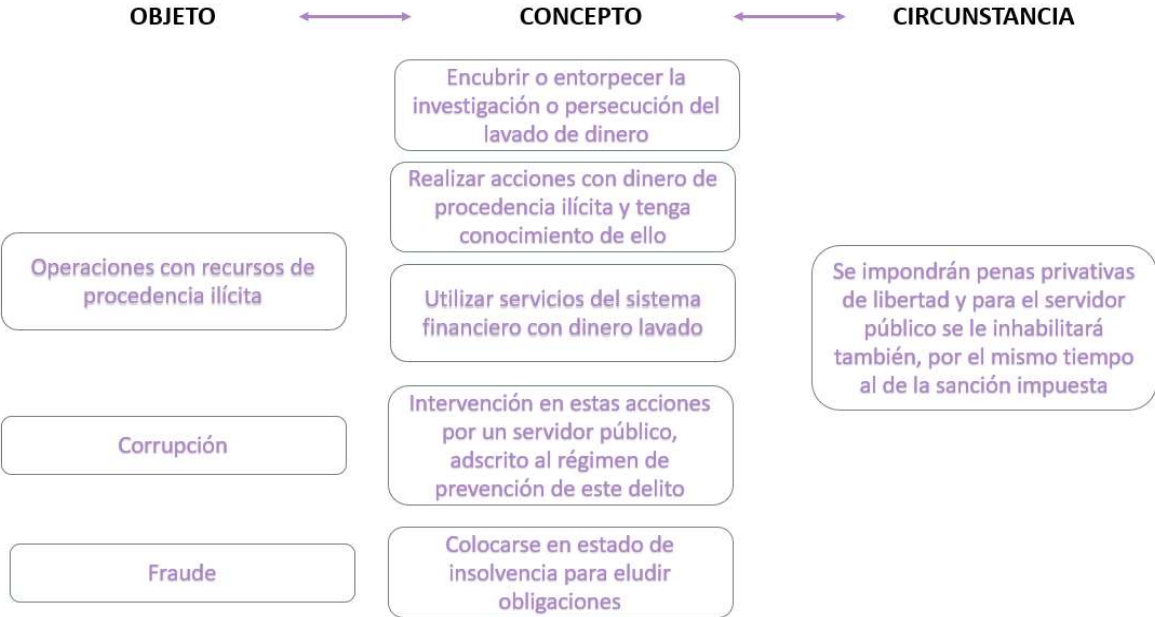 OBJETO
CONCEPTO
CIRCUNSTANCIA
Encubrir o entorpecer la
investigación o persecución del
lavado de dinero
Realizar acciones con dinero de
procedencia ilícita y tenga
conocimiento de ello
Operaciones con recursos de
procedencia ilícita
Utilizar servicios del sistema
financiero con dinero lavado
Se impondrán penas privativas
de libertad y para el servidor
público se le inhabilitará
también, por el mismo tiempo
al de la sanción impuesta
Corrupción
Intervención en estas acciones
por un servidor público,
adscrito al régimen de
prevención de este delito
Fraude
Colocarse en estado de
insolvencia para eludir
obligaciones